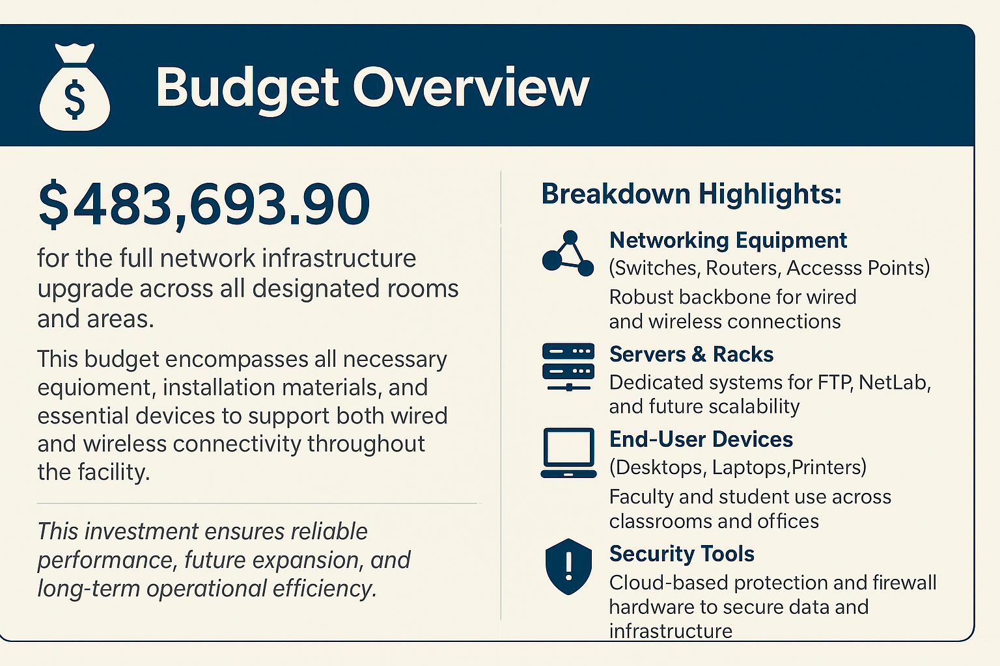 $
Budget Overview
$483,693.90
for the full network infrastructure
upgrade across all designated rooms
and areas.
This budget encompasses all necessary
equioment, installation materials, and
essential devices to support both wired
and wireless connectivity throughout
the facility.
This investment ensures reliable
performance, future expansion, and
long-term operational efficiency.
Breakdown Highlights:
Networking Equipment
(Switches, Routers, Accesss Points)
Robust backbone for wired
and wireless connections
Servers & Racks
Dedicated systems for FTP, NetLab,
and future scalability
End-User Devices
(Desktops, Laptops,Printers)
Faculty and student use across
classrooms and offices
Security Tools
Cloud-based protection and firewall
hardware to secure data and
infrastructure